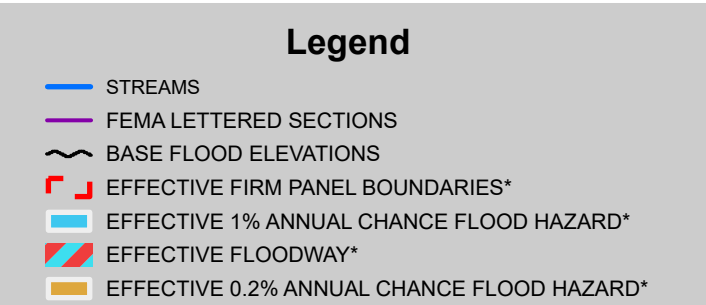 Legend
STREAMS
FEMA LETTERED SECTIONS
BASE FLOOD ELEVATIONS
EFFECTIVE FIRM PANEL BOUNDARIES*
EFFECTIVE 1% ANNUAL CHANCE FLOOD HAZARD*
EFFECTIVE FLOODWAY*
EFFECTIVE 0.2% ANNUAL CHANCE FLOOD HAZARD*